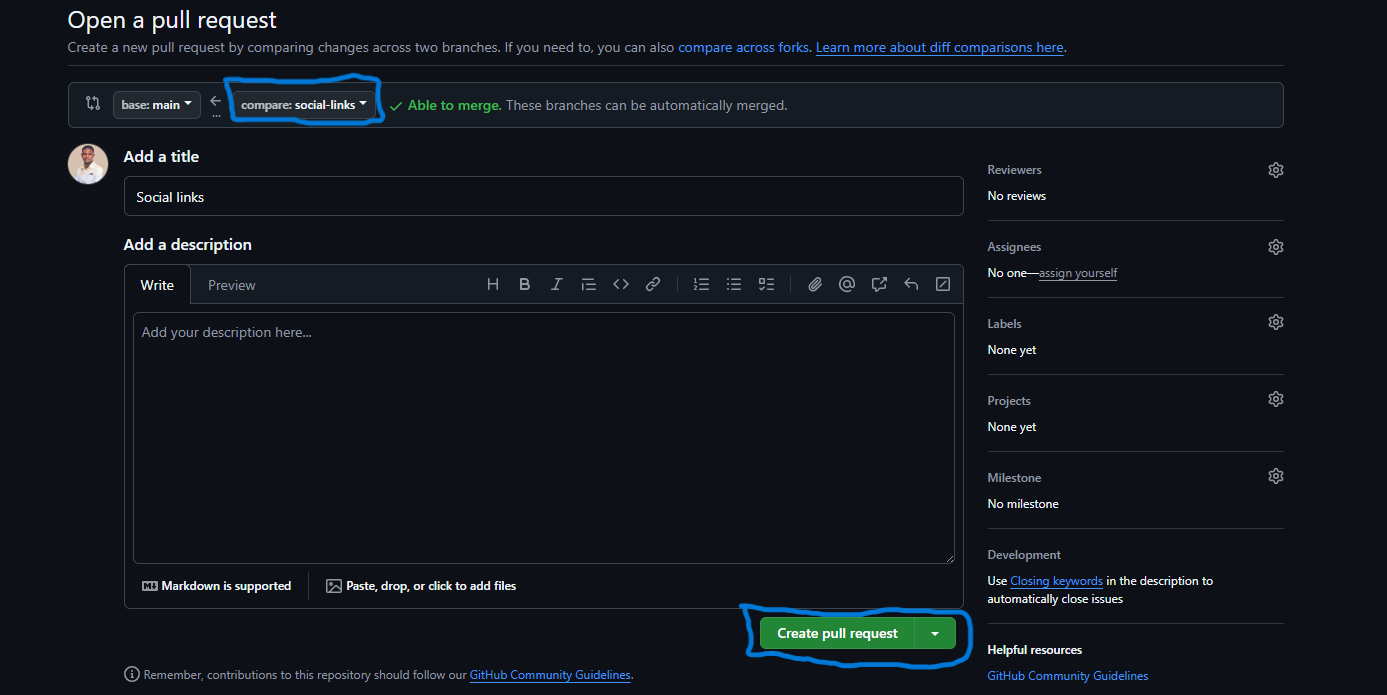 Open a pull request
Create a new pull request by comparing changes across two branches. If you need to, you can also compare across forks. Learn more about diff comparisons here.
base: main
compare: social-links
Able to merge. These branches can be automatically merged.
Add a title
Social links
Add a description
Write Preview
Add your description here...
Markdown is supported
Paste, drop, or click to add files
Create pull request
Remember, contributions to this repository should follow our GitHub Community Guidelines.
Reviewers
No reviews
Assignees
No one—assign yourself
Labels
None yet
Projects
None yet
Milestone
No milestone
Development
Use Closing keywords in the description to
automatically close issues
Helpful resources
GitHub Community Guidelines